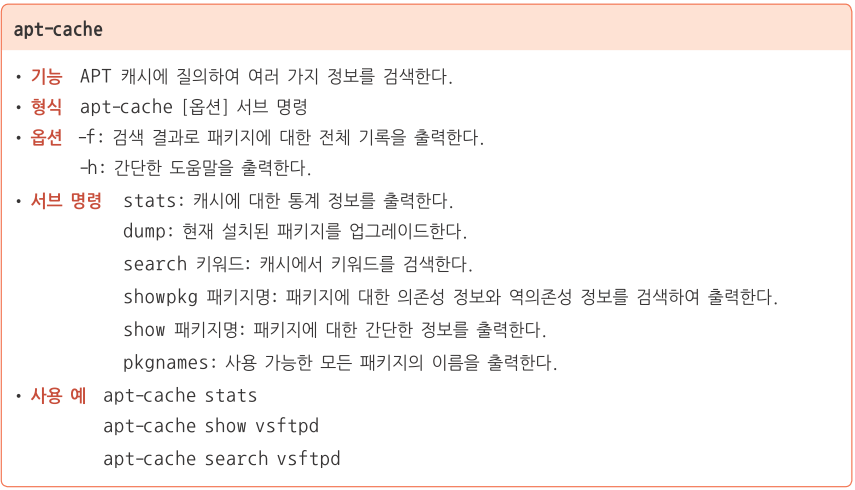 apt-cache
• 기능 APT 캐시에 질의하여 여러 가지 정보를 검색한다.
• 형식 apt-cache [옵션] 서브 명령
• 옵션 -f: 검색 결과로 패키지에 대한 전체 기록을 출력한다.
-h: 간단한 도움말을 출력한다.
• 서브 명령 stats: 캐시에 대한 통계 정보를 출력한다.
dump: 현재 설치된 패키지를 업그레이드한다.
search 키워드: 캐시에서 키워드를 검색한다.
showpkg 패키지명: 패키지에 대한 의존성 정보와 역의존성 정보를 검색하여 출력한다.
show 패키지명: 패키지에 대한 간단한 정보를 출력한다.
pkgnames: 사용 가능한 모든 패키지의 이름을 출력한다.
• 사용 예 apt-cache stats
apt-cache show vsftpd
apt-cache search vsftpd